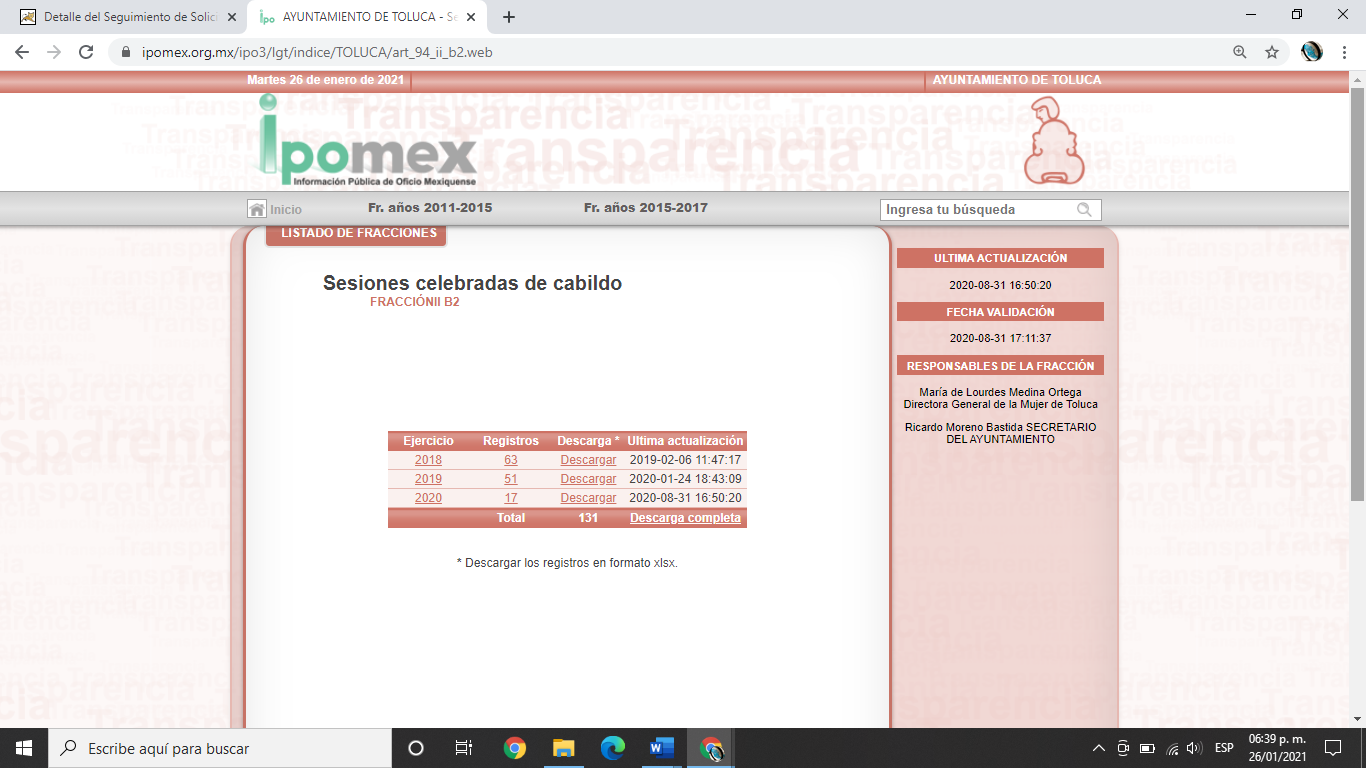 Detalle del Seguimiento de Solici
AYUNTAMIENTO DE TOLUCA - Se
ipomex.org.mx/ipo3/lgt/indice/TOLUCA/art_94_ii_b2.web
Martes 26 de enero de 2021
AYUNTAMIENTO DE TOLUCA
ipomex
Información Pública de Oficio Mexiquense
Inicio
Fr. años 2011-2015
Fr. años 2015-2017
Ingresa tu búsqueda
LISTADO DE FRACCIONES
Sesiones celebradas de cabildo
FRACCIÓNII B2
Ejercicio Registros Descarga * Ultima actualización
2018 63 Descargar 2019-02-06 11:47:17
2019 51 Descargar 2020-01-24 18:43:09
2020 17 Descargar 2020-08-31 16:50:20
Total 131 Descarga completa
* Descargar los registros en formato xlsx.
ULTIMA ACTUALIZACIÓN
2020-08-31 16:50:20
FECHA VALIDACIÓN
2020-08-31 17:11:37
RESPONSABLES DE LA FRACCIÓN
María de Lourdes Medina Ortega
Directora General de la Mujer de Toluca
Ricardo Moreno Bastida SECRETARIO
DEL AYUNTAMIENTO
Escribe aquí para buscar
ESP
06:39 p. m.
26/01/2021